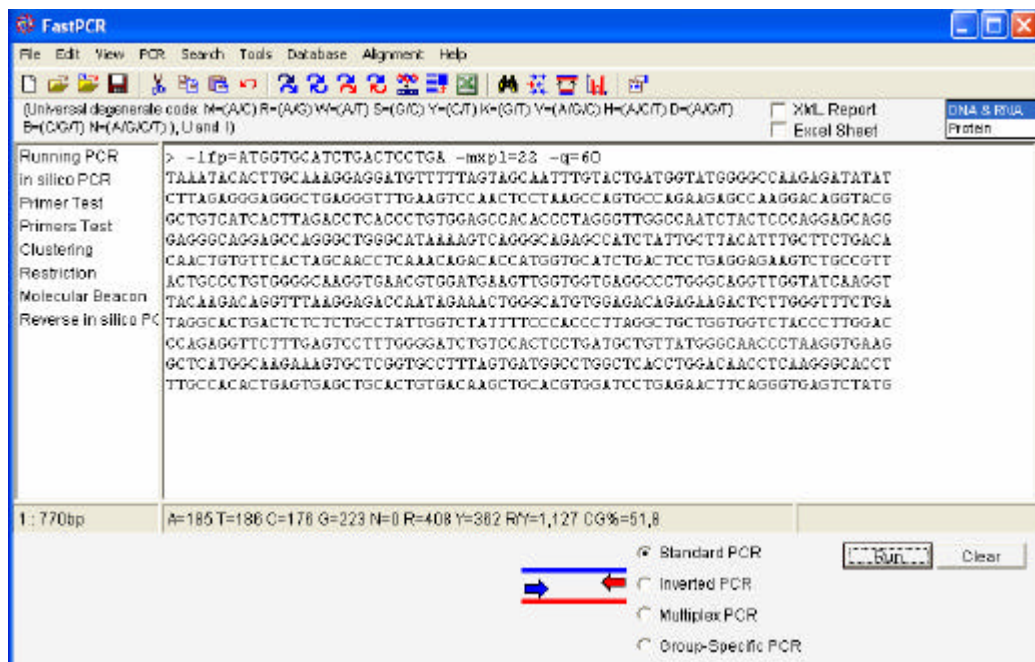 FastPCR
File Edit View PCR Search Tools Database Alignment Help
(Universal degenerate code: M=(A/C) R=(A/G) W=(A/T) S=(G/C) Y=(C/T) K=(G/T) V=(A/G/C) H=(A/C/T) D=(A/G/T)
B=(C/G/T) N=(A/G/C/T) ), U and I)
XML Report
Excel Sheet
DNA & RNA
Protein
Running PCR
in silico PCR
Primer Test
Primers Test
Clustering
Restriction
Molecular Beacon
Reverse in silico PC
> -1fp=ATGGTGCATCTGACTCCTGA -mxpl=22 -q=60
TAAATACACTTGCAAAGGAGGATGTTTTTAGTAGCAATTTGTACTGATGGTATGGGGCCAAGAGATATAT
CTTAGAGGGAGGGCTGAGGGTTTGAAGTCCAACTCCTAAGCCAGTGCCAGAAGAGCCAAGGACAGGTACG
GCTGTCATCACTTAGACCTCACCCTGTGGAGCCACACCCTAGGGTTGGCCAATCTACTCCCAGGAGCAGG
GAGGGCAGGAGCCAGGGCTGGGCATAAAAGTCAGGGCAGAGCCATCTATTGCTTACATTTGCTTCTGACA
CAACTGTGTTCACTAGCAACCTCAAACAGACACCATGGTGCATCTGACTCCTGAGGAGAAGTCTGCCGTT
ACTGCCCTGTGGGGCAAGGTGAACGTGGATGAAGTTGGTGGTGAGGCCCTGGGCAGGTTGGTATCAAGGT
TACAAGACAGGTTTAAGGAGACCAATAGAAACTGGGCATGTGGAGACAGAGAAGACTCTTGGGTTTCTGA
TAGGCACTGACTCTCTCTGCCTATTGGTCTATTTTCCCACCCTTAGGCTGCTGGTGGTCTACCCTTGGAC
CCAGAGGTTCTTTGAGTCCTTTGGGGATCTGTCCACTCCTGATGCTGTTATGGGCAACCCTAAGGTGAAG
GCTCATGGCAAGAAAGTGCTCGGTGCCTTTAGTGATGGCCTGGCTCACCTGGACAACCTCAAGGGCACCT
TTGCCACACTGAGTGAGCTGCACTGTGACAAGCTGCACGTGGATCCTGAGAACTTCAGGGTGAGTCTATG
1 : 770bp
A=185 T=186 C=176 G=223 N=0 R=408 Y=362 R/Y=1,127 CG%=51,8
Standard PCR
Inverted PCR
Multiplex PCR
Group-Specific PCR
Run
Clear